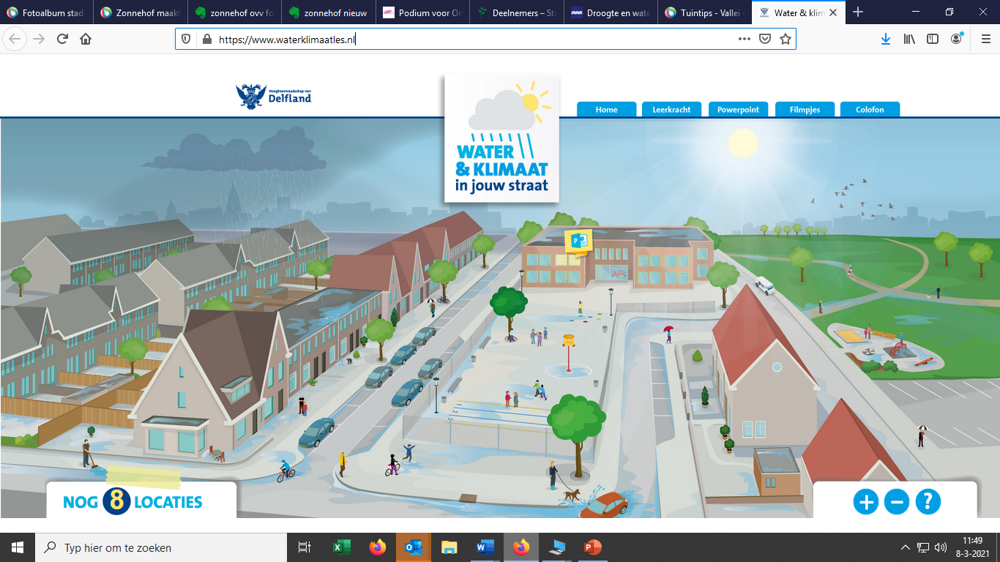 Fotoalbum stad
Zonnehof maakt
zonnehof ovv fo
zonnehof nieuw
Podium voor On
Deelnemers – Sti
Droogte en wate
Tuintips - Vallei e
Water & klim
https://www.waterklimaatles.nl
Hoogheemraadschap van
Delfland
WATER
& KLIMAAT
in jouw straat
Home
Leerkracht
Powerpoint
Filmpjes
Colofon
P
NOG 8 LOCATIES
+ − ?
Typ hier om te zoeken
11:49
8-3-2021